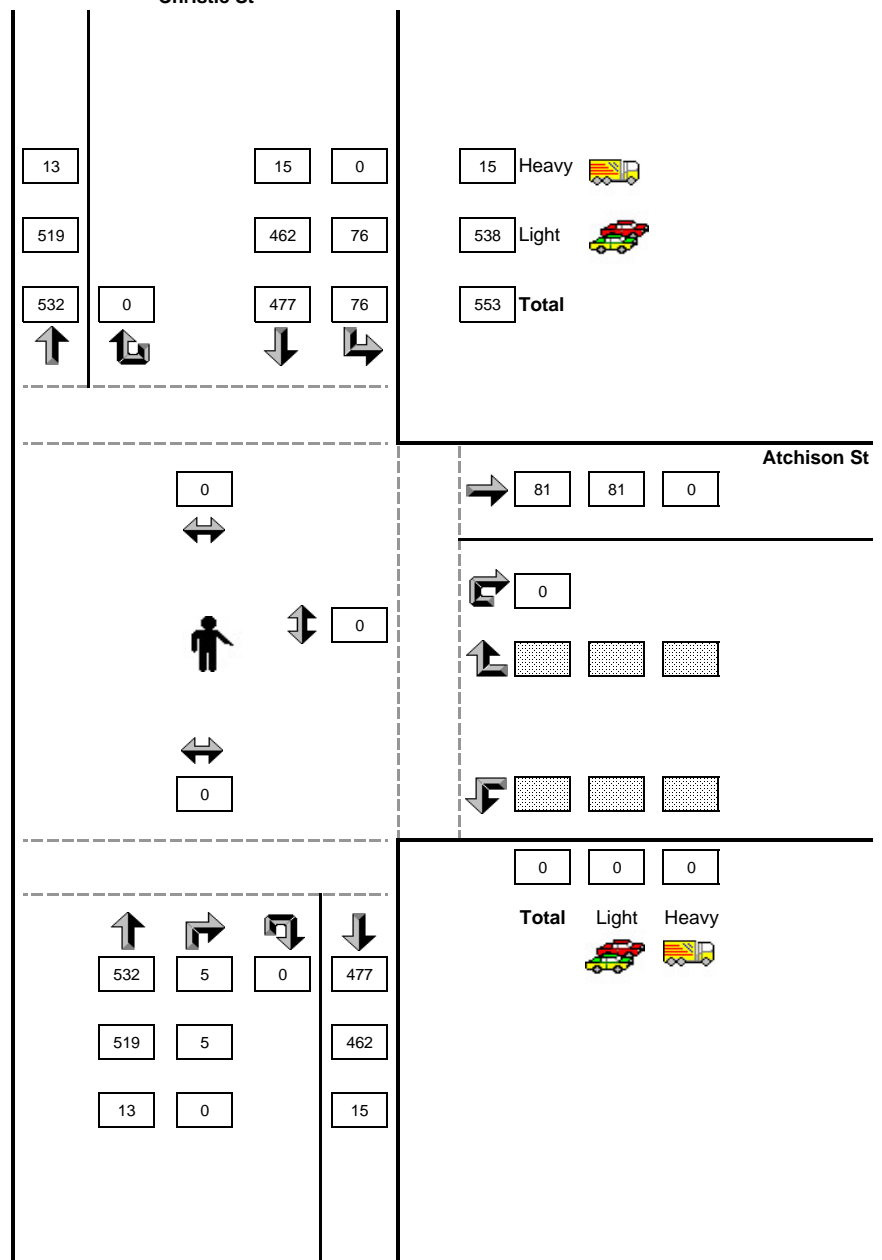 Christie St
13 15 0 15 Heavy
519 462 76 538 Light
532 0 477 76 553 Total
Atchison St
0 81 81 0
0
0
0
0 0 0
Total Light Heavy
532 5 0 477
519 5 462
13 0 15